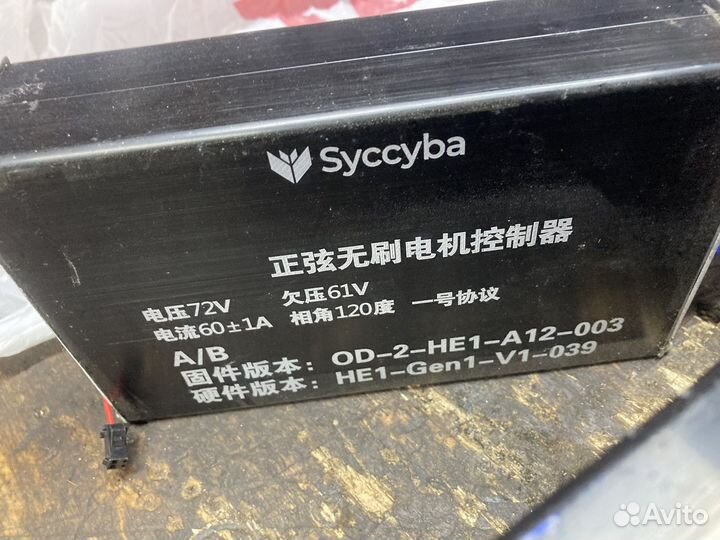 Syccyba
正弦无刷电机控制器
电压72V 欠压61V
电流60±1A 相角120度 一号协议
A/B
固件版本： OD-2-HE1-A12-003
硬件版本： HE1-Gen1-V1-039
Avito